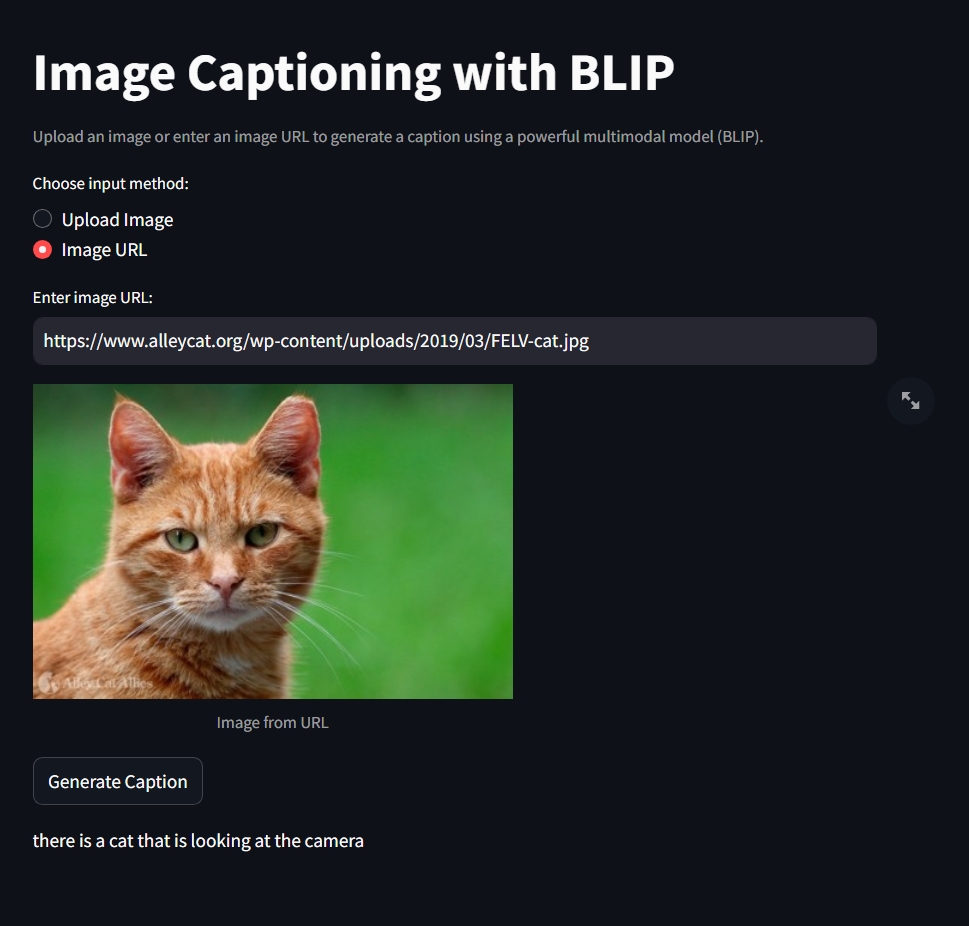 Image Captioning with BLIP
Upload an image or enter an image URL to generate a caption using a powerful multimodal model (BLIP).
Choose input method:
Upload Image
Image URL
Enter image URL:
https://www.alleycat.org/wp-content/uploads/2019/03/FELV-cat.jpg
Alley Cat Allies
Image from URL
Generate Caption
there is a cat that is looking at the camera